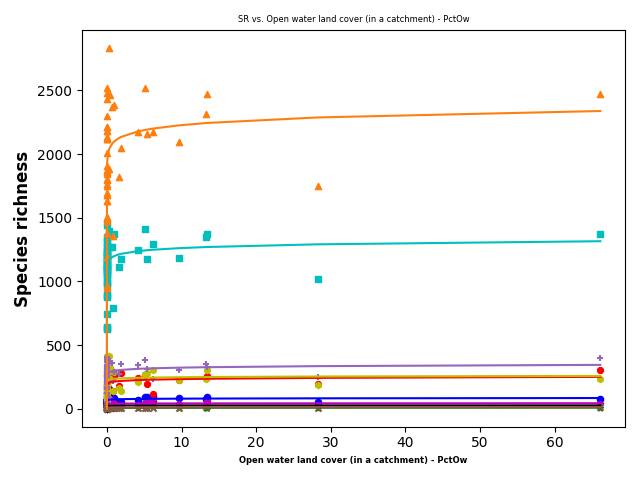 SR vs. Open water land cover (in a catchment) - PctOw
Species richness
2500
2000
1500
1000
500
0
0 10 20 30 40 50 60
Open water land cover (in a catchment) - PctOw